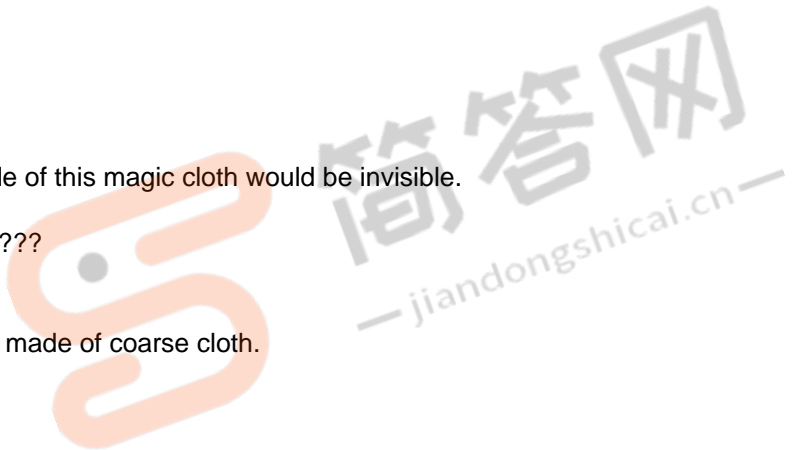 简答网
le of this magic cloth would be invisible.
jiandongshicai.cn
???
made of coarse cloth.